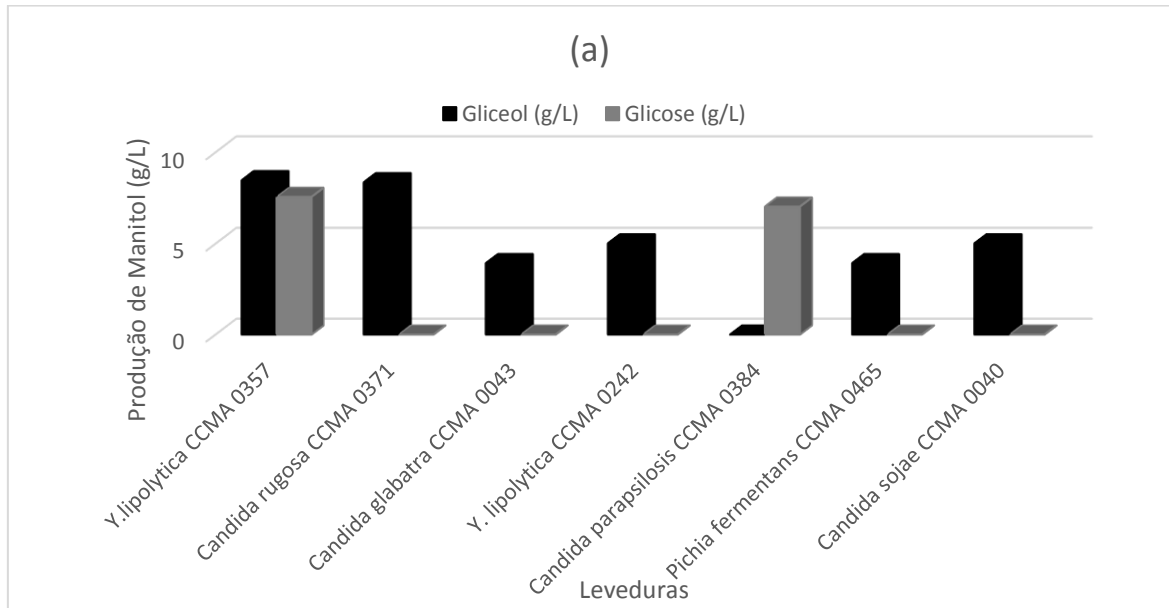 (a)
Gliceol (g/L) Glicose (g/L)
Produção de Manitol (g/L)
10
5
0
Y.lipolytica CCMA 0357
Candida rugosa CCMA 0371
Candida glabatra CCMA 0043
Y. lipolytica CCMA 0242
Candida parapsilosis CCMA 0384
Pichia fermentans CCMA 0465
Candida sojae CCMA 0040
Leveduras